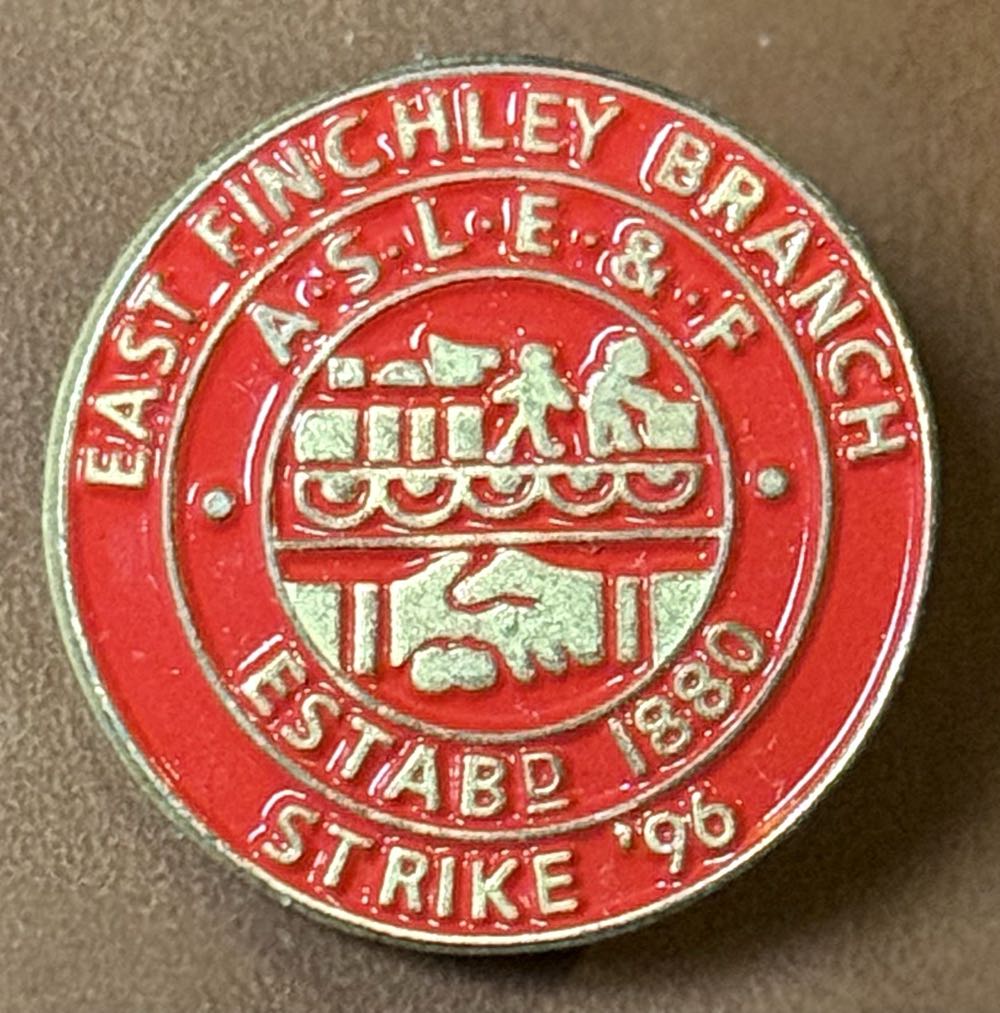 EAST FINCHLEY BRANCH
A·S·L·E·&·F
ESTABD 1880
STRIKE '96